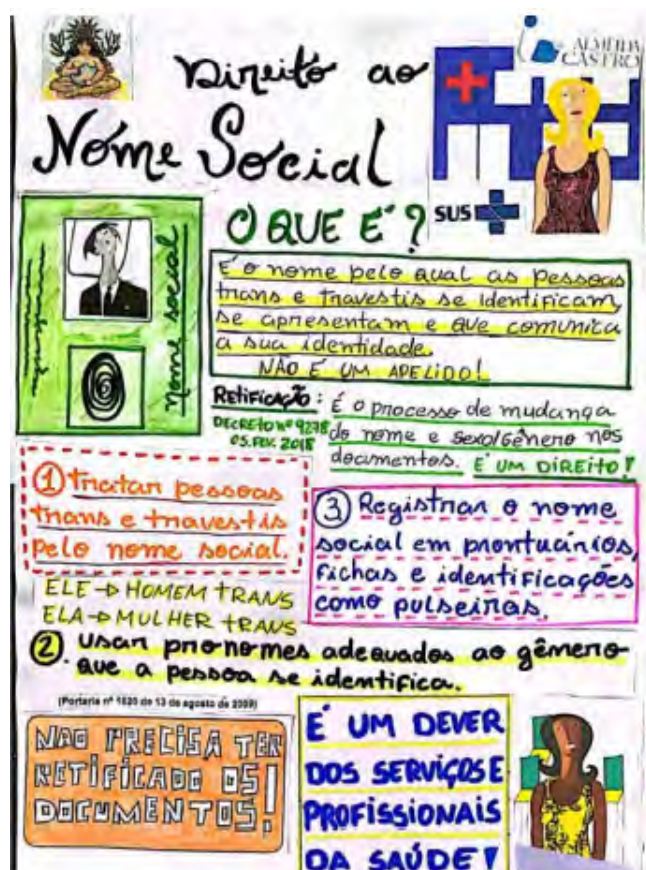 Direito ao
Nome Social
ALMEIDA
CASTRO
SUS
O QUE É?
nome social
É o nome pelo qual as pessoas
trans e travestis se identificam,
se apresentam e que comunica
a sua identidade.
NÃO É UM APELIDO!
Retificação: É o processo de mudança
DECRETO Nº 9278 do nome e sexo/gênero nos
05.FEV. 2018 documentos. É UM DIREITO!
1 Tratar pessoas
trans e travestis
pelo nome social.
3 Registrar o nome
social em prontuários,
fichas e identificações
como pulseiras.
ELE→HOMEM TRANS
ELA→MULHER TRANS
2 Usar pronomes adequados ao gênero
que a pessoa se identifica.
(Portaria nº 1820 de 13 de agosto de 2009)
NÃO PRECISA TER
RETIFICADO OS
DOCUMENTOS!
É UM DEVER
DOS SERVIÇOS E
PROFISSIONAIS
DA SAÚDE!